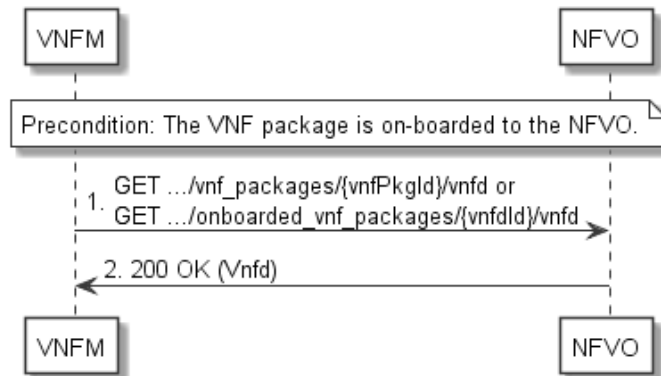 VNFM NFVO
Precondition: The VNF package is on-boarded to the NFVO.
1. GET .../vnf_packages/{vnfPkgId}/vnfd or
GET .../onboarded_vnf_packages/{vnfdId}/vnfd
2. 200 OK (Vnfd)
VNFM NFVO